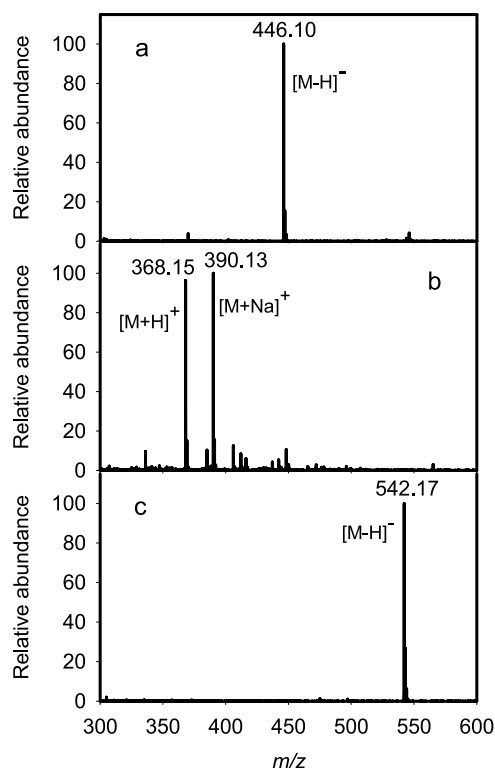 a
446.10
[M-H]⁻
Relative abundance
100
80
60
40
20
0
b
368.15 390.13
[M+H]⁺
[M+Na]⁺
Relative abundance
100
80
60
40
20
0
c
542.17
[M-H]⁻
Relative abundance
100
80
60
40
20
0
300 350 400 450 500 550 600
m/z